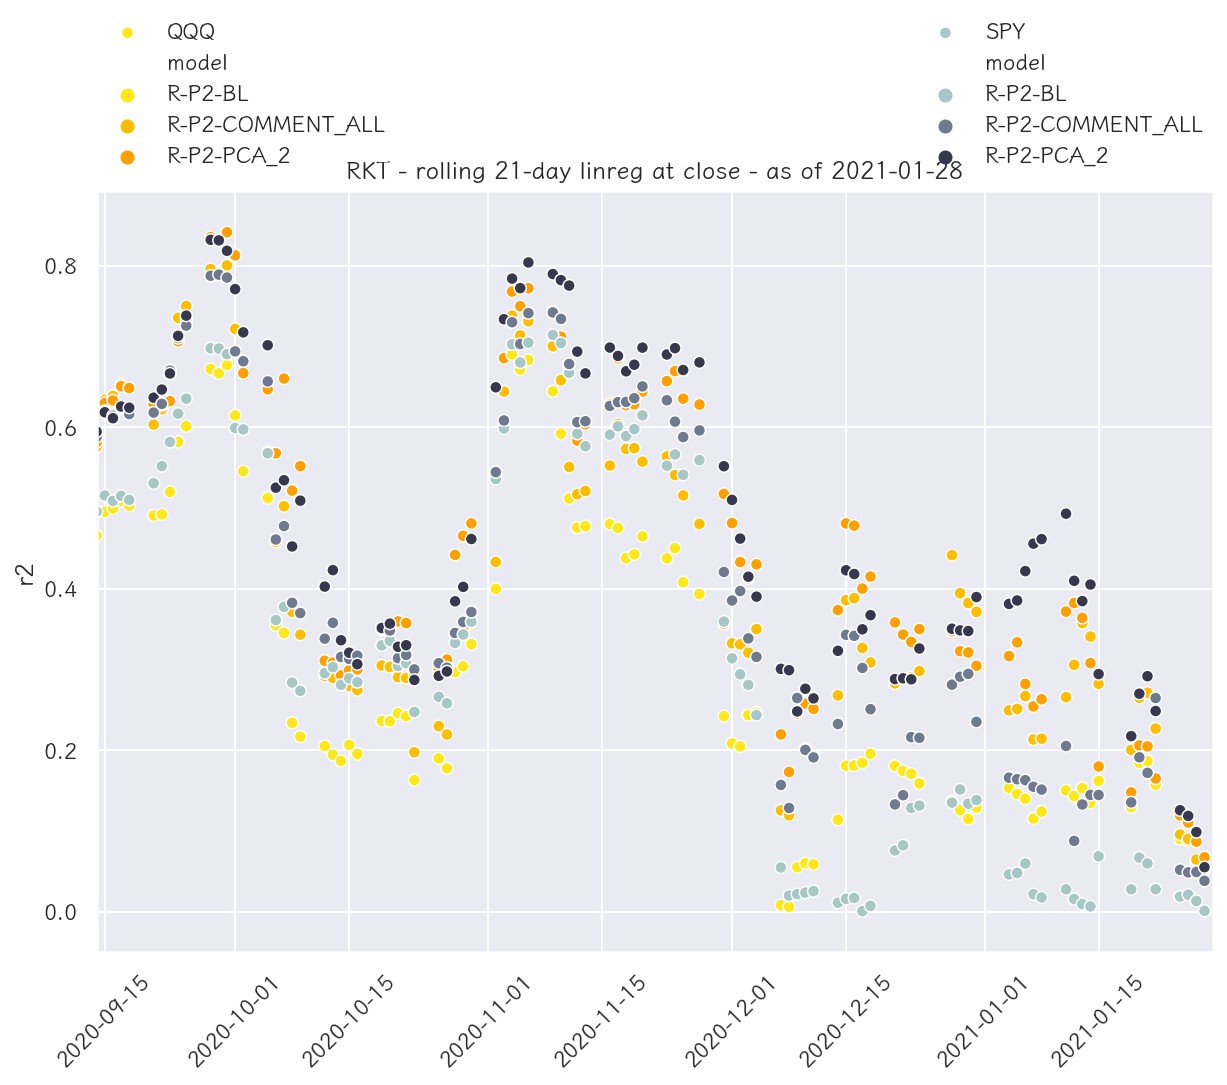 QQQ
model
R-P2-BL
R-P2-COMMENT_ALL
R-P2-PCA_2
SPY
model
R-P2-BL
R-P2-COMMENT_ALL
R-P2-PCA_2
RKT - rolling 21-day linreg at close - as of 2021-01-28
r2
0.8
0.6
0.4
0.2
0.0
2020-09-15
2020-10-01
2020-10-15
2020-11-01
2020-11-15
2020-12-01
2020-12-15
2021-01-01
2021-01-15